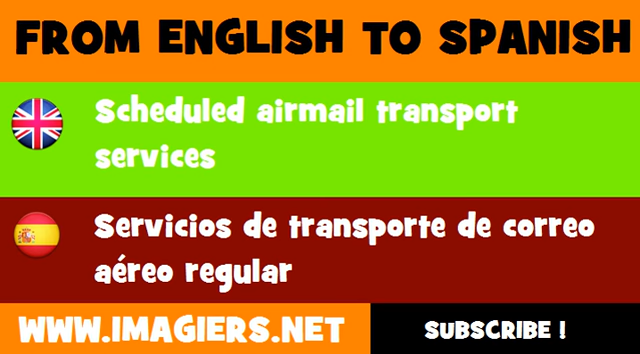 FROM ENGLISH TO SPANISH
Scheduled airmail transport
services
Servicios de transporte de correo
aéreo regular
WWW.IMAGIERS.NET
SUBSCRIBE !